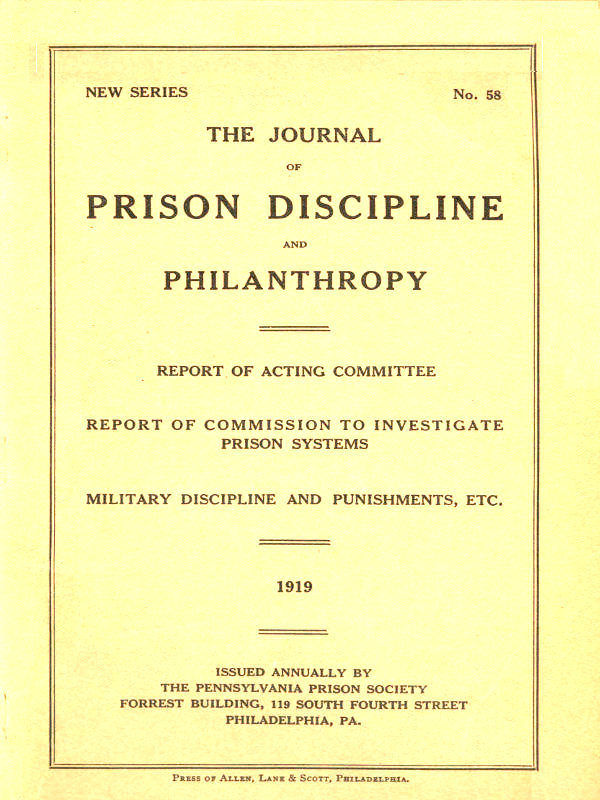 NEW SERIES No. 58
THE JOURNAL
OF
PRISON DISCIPLINE
AND
PHILANTHROPY
REPORT OF ACTING COMMITTEE
REPORT OF COMMISSION TO INVESTIGATE
PRISON SYSTEMS
MILITARY DISCIPLINE AND PUNISHMENTS, ETC.
1919
ISSUED ANNUALLY BY
THE PENNSYLVANIA PRISON SOCIETY
FORREST BUILDING, 119 SOUTH FOURTH STREET
PHILADELPHIA, PA.
PRESS OF ALLEN, LANE & SCOTT, PHILADELPHIA.